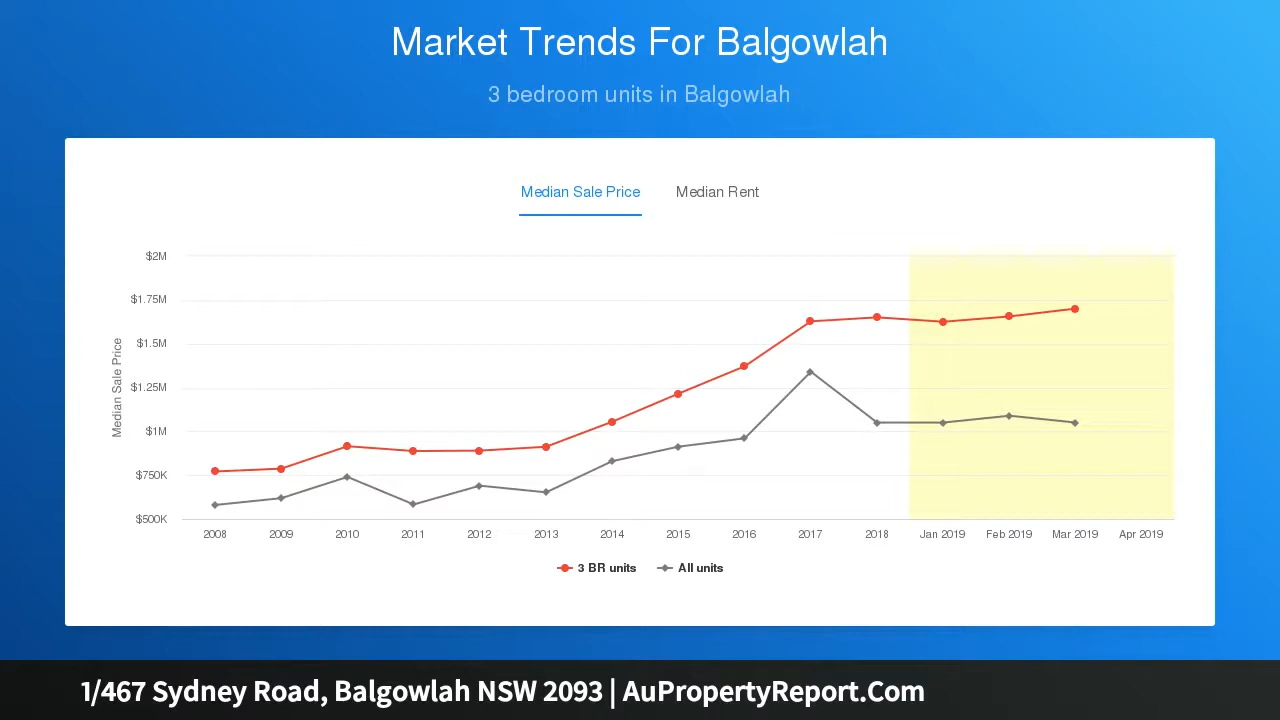 Market Trends For Balgowlah
3 bedroom units in Balgowlah
Median Sale Price Median Rent
Median Sale Price
$2M
$1.75M
$1.5M
$1.25M
$1M
$750K
$500K
2008 2009 2010 2011 2012 2013 2014 2015 2016 2017 2018 Jan 2019 Feb 2019 Mar 2019 Apr 2019
3 BR units All units
1/467 Sydney Road, Balgowlah NSW 2093 | AuPropertyReport.Com